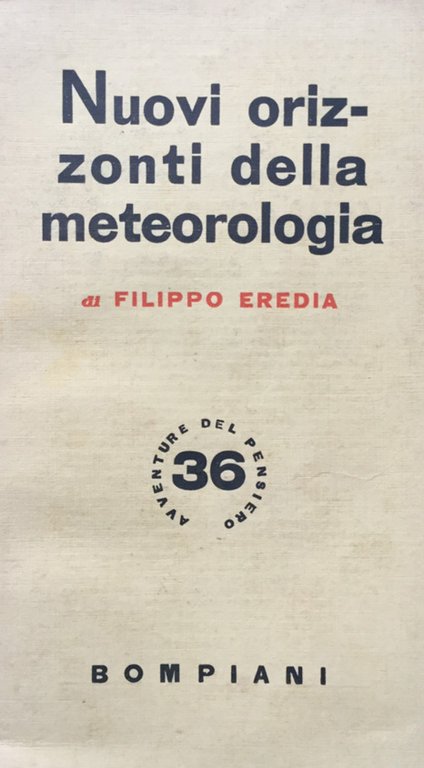 Nuovi oriz-
zonti della
meteorologia
di FILIPPO EREDIA
AVVENTURE DEL PENSIERO
36
BOMPIANI